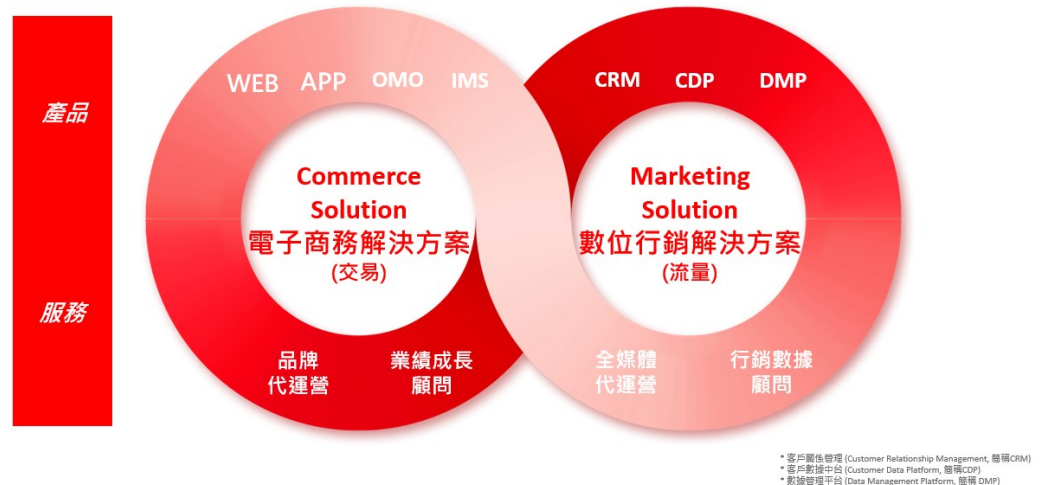 產品
WEB APP OMO IMS
CRM CDP DMP
Commerce
Solution
電子商務解決方案
(交易)
Marketing
Solution
數位行銷解決方案
(流量)
服務
品牌
代運營
業績成長
顧問
全媒體
代運營
行銷數據
顧問
* 客戶關係管理 (Customer Relationship Management, 簡稱CRM)
* 客戶數據中台 (Customer Data Platform, 簡稱CDP)
* 數據管理平台 (Data Management Platform, 簡稱 DMP)